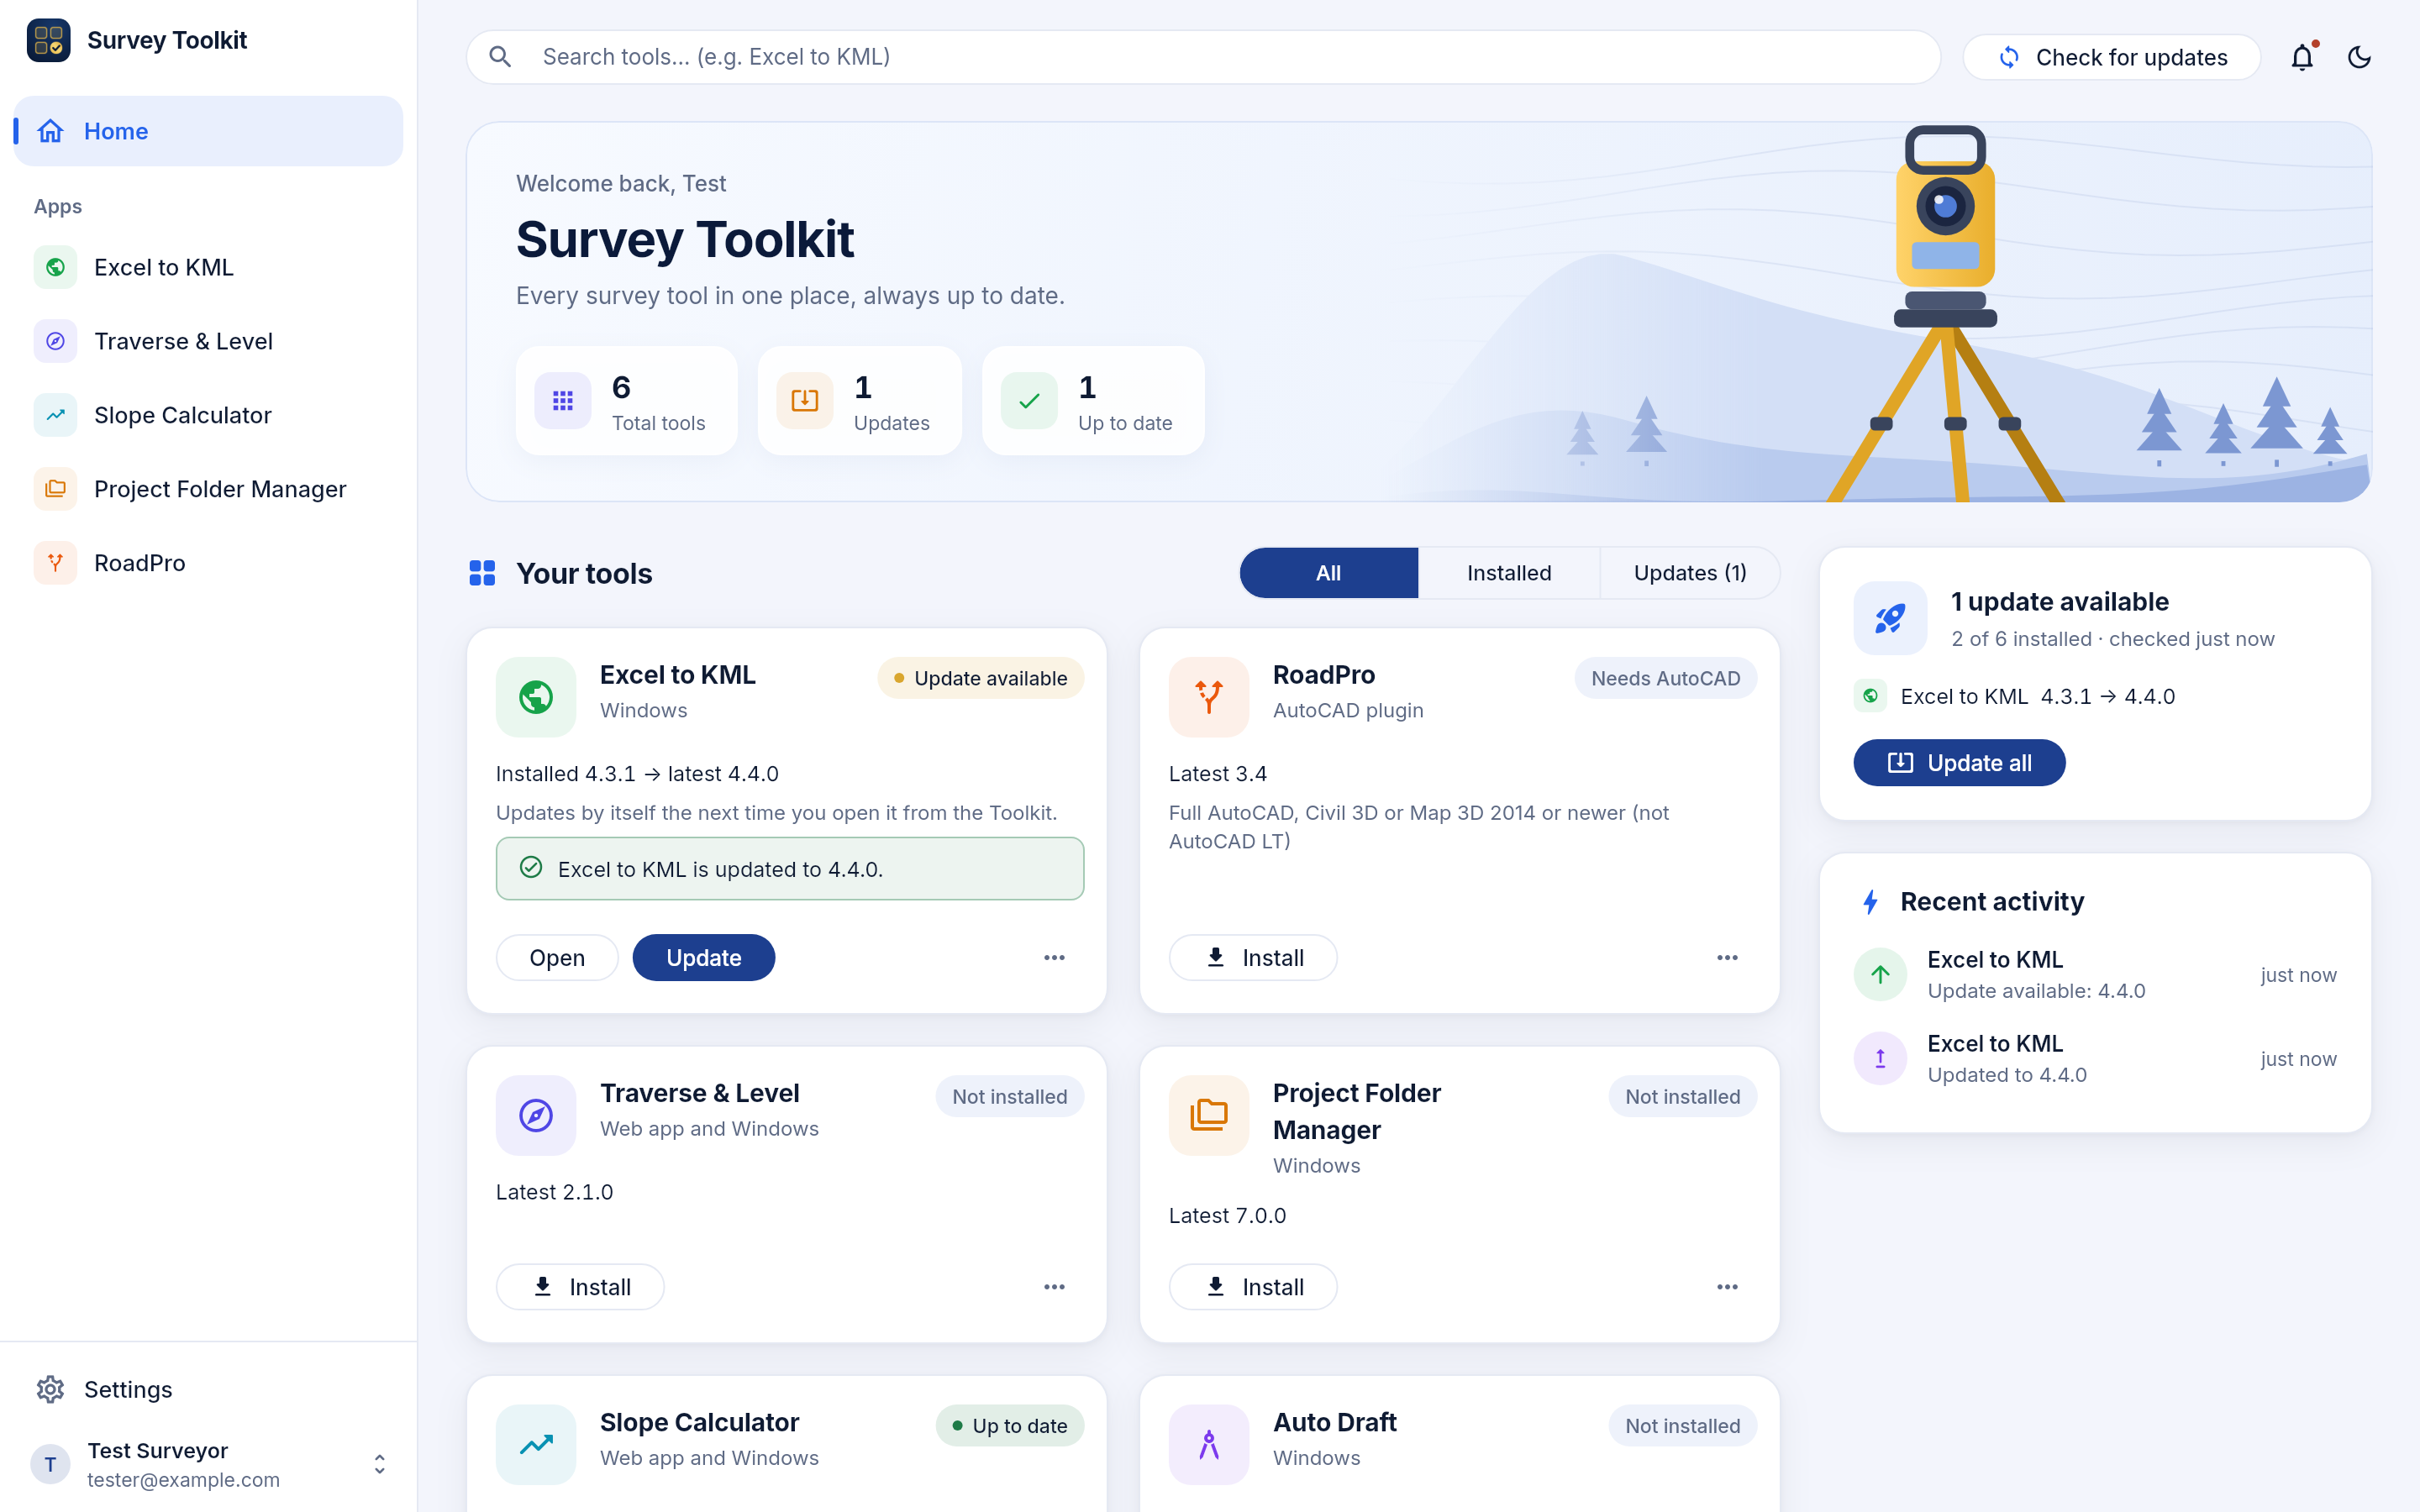 Survey Toolkit
Home
Apps
Excel to KML
Traverse & Level
Slope Calculator
Project Folder Manager
RoadPro
Settings
T
Test Surveyor
tester@example.com
Search tools... (e.g. Excel to KML)
Check for updates
Welcome back, Test
Survey Toolkit
Every survey tool in one place, always up to date.
6
Total tools
1
Updates
1
Up to date
Your tools
All
Installed
Updates (1)
Excel to KML
Windows
Update available
Installed 4.3.1 → latest 4.4.0
Updates by itself the next time you open it from the Toolkit.
Excel to KML is updated to 4.4.0.
Open
Update
RoadPro
AutoCAD plugin
Needs AutoCAD
Latest 3.4
Full AutoCAD, Civil 3D or Map 3D 2014 or newer (not
AutoCAD LT)
Install
Traverse & Level
Web app and Windows
Not installed
Latest 2.1.0
Install
Project Folder
Manager
Windows
Not installed
Latest 7.0.0
Install
Slope Calculator
Web app and Windows
Up to date
Auto Draft
Windows
Not installed
1 update available
2 of 6 installed · checked just now
Excel to KML 4.3.1 → 4.4.0
Update all
Recent activity
Excel to KML
Update available: 4.4.0
just now
Excel to KML
Updated to 4.4.0
just now